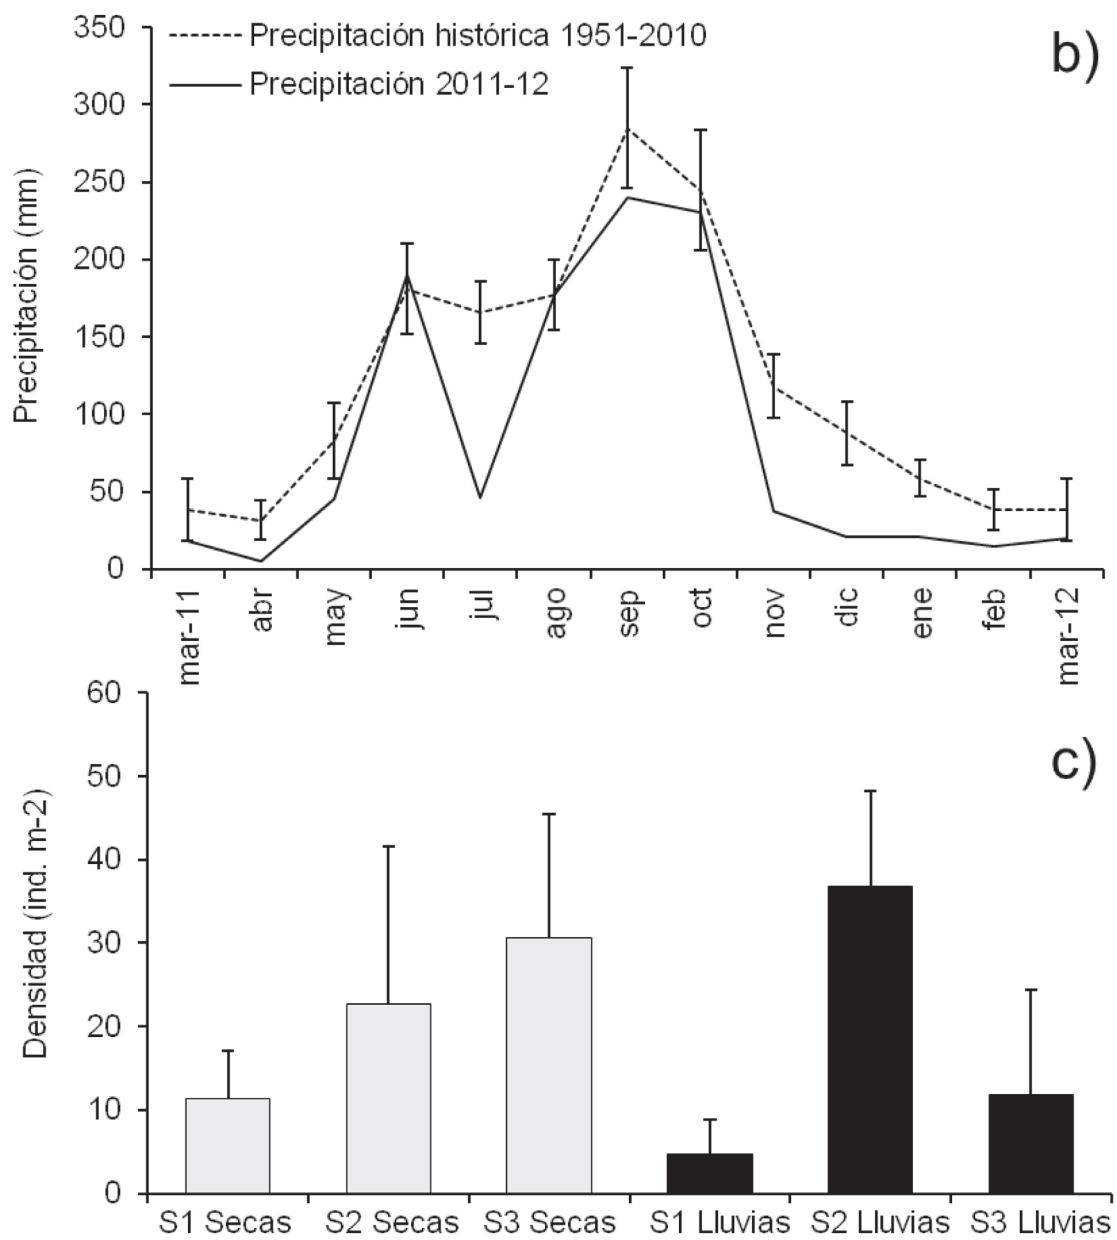 350
300
250
200
150
100
50
0
Precipitación (mm)
Precipitación histórica 1951-2010
Precipitación 2011-12
b)
mar-11
abr
may
jun
jul
ago
sep
oct
nov
dic
ene
feb
mar-12
60
50
40
30
20
10
0
Densidad (ind. m-2)
c)
S1 Secas
S2 Secas
S3 Secas
S1 Lluvias
S2 Lluvias
S3 Lluvias